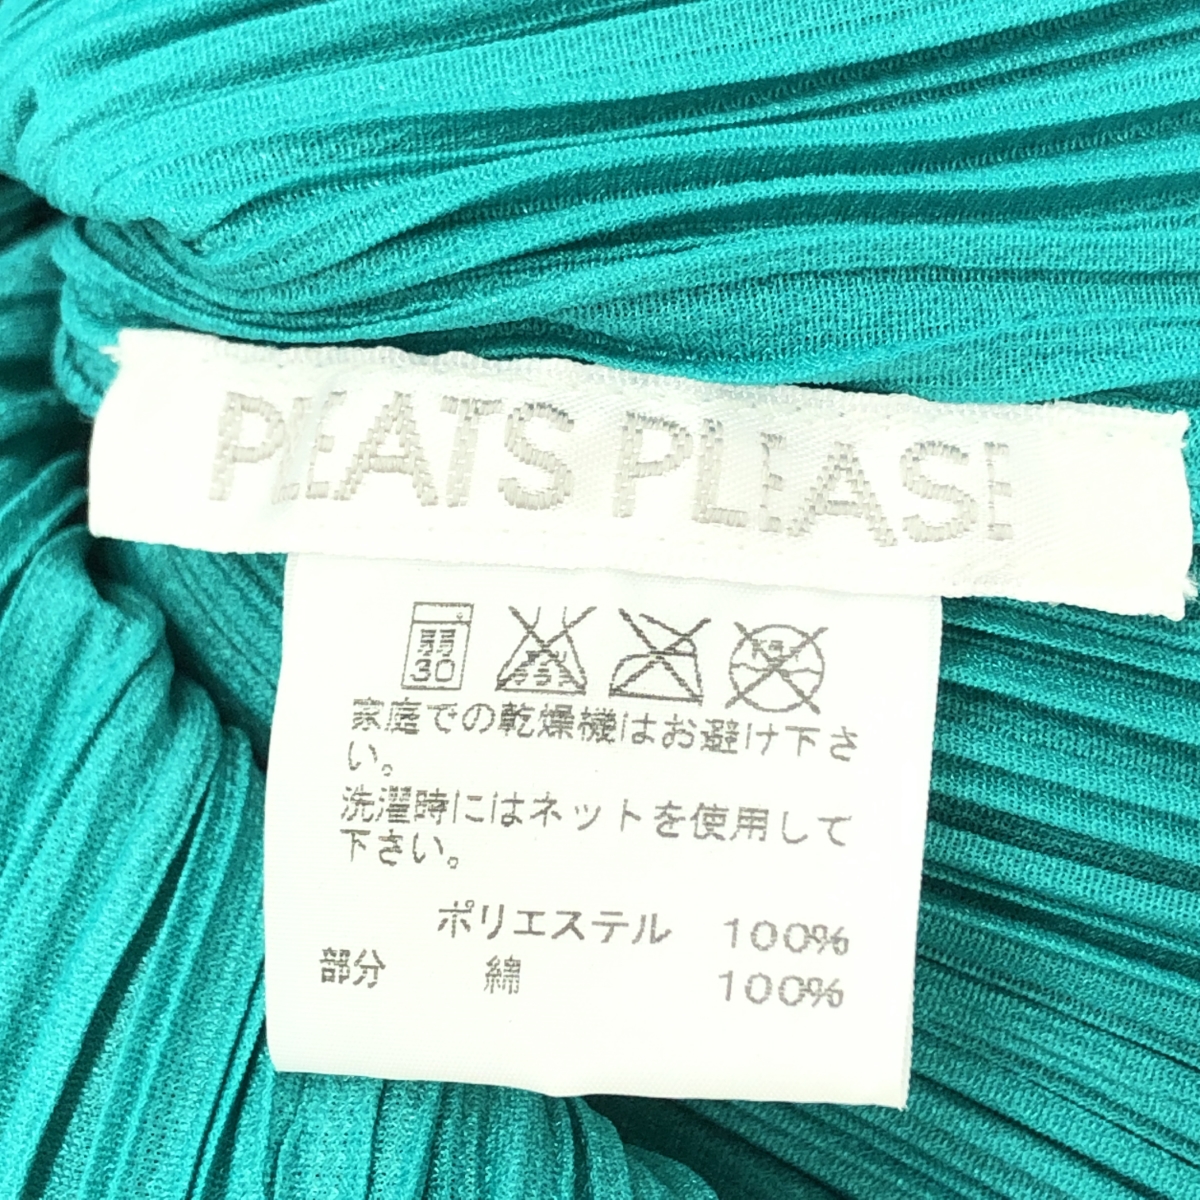 PLEATS PLEASE
弱 30
家庭での乾燥機はお避け下さ
い。
洗濯時にはネットを使用して
下さい。
ポリエステル 100%
部分 綿 100%